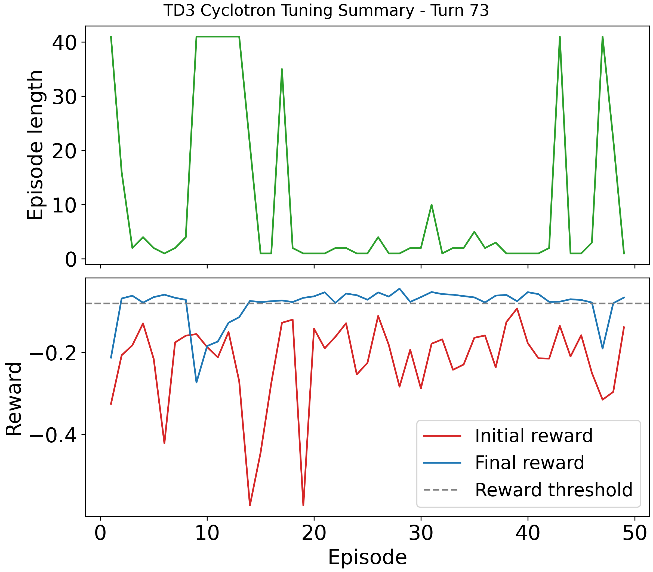 TD3 Cyclotron Tuning Summary - Turn 73
40
30
20
10
0
Episode length
−0.2
−0.4
Reward
Initial reward
Final reward
Reward threshold
0 10 20 30 40 50
Episode